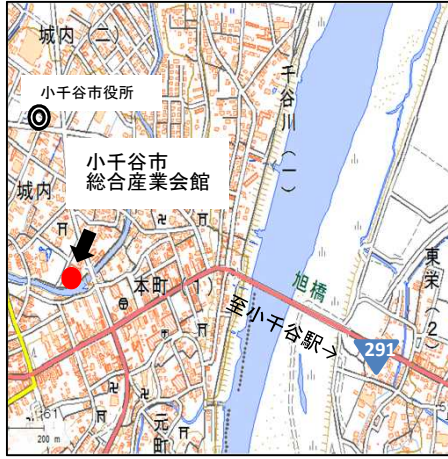 城内（二）
小千谷市役所
千谷川（一）
小千谷市
総合産業会館
城内
本町（1）
旭橋
至小千谷駅→
東栄（2）
291
元町
200 m